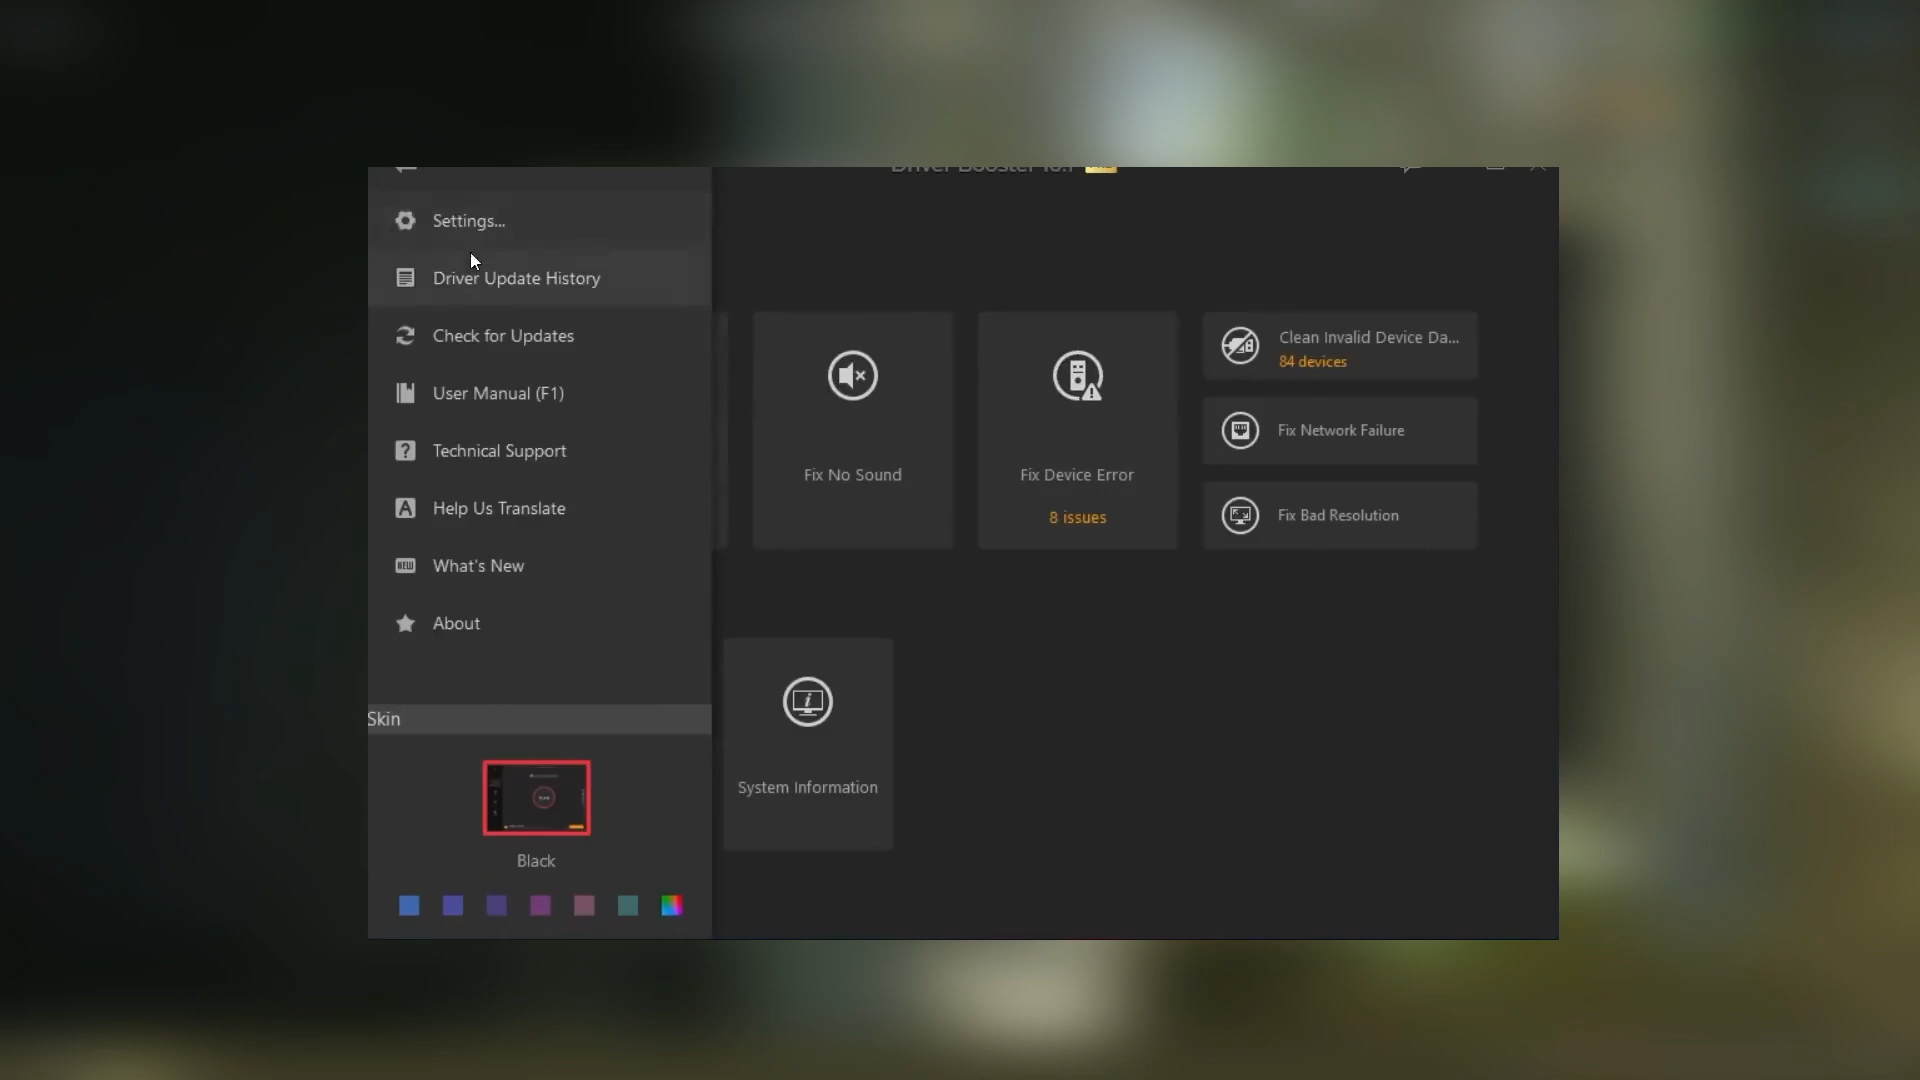 Driver Booster
Settings...
Driver Update History
Check for Updates
User Manual (F1)
Technical Support
Help Us Translate
What's New
About
Skin
Black
Fix No Sound
Fix Device Error
8 issues
Clean Invalid Device Da...
84 devices
Fix Network Failure
Fix Bad Resolution
System Information